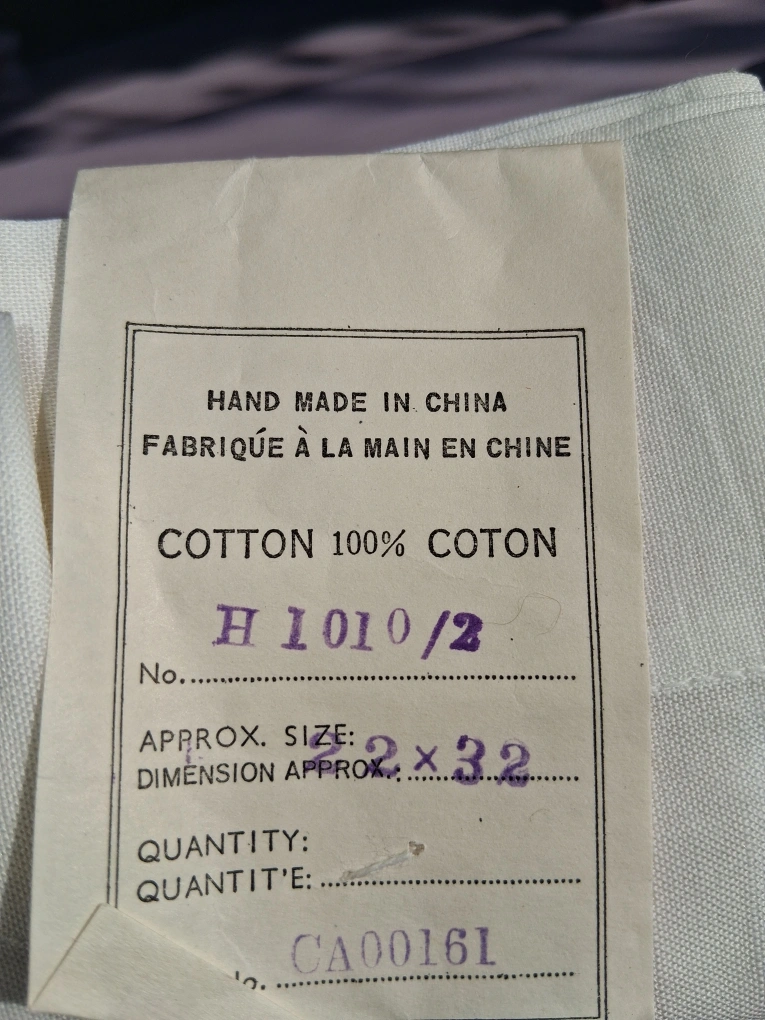 HAND MADE IN CHINA
FABRIQÚE À LA MAIN EN CHINE
COTTON 100% COTON
H 1010/2
No.
APPROX. SIZE:
22×32
DIMENSION APPROX.:
QUANTITY:
QUANTIT'E:
CA00161